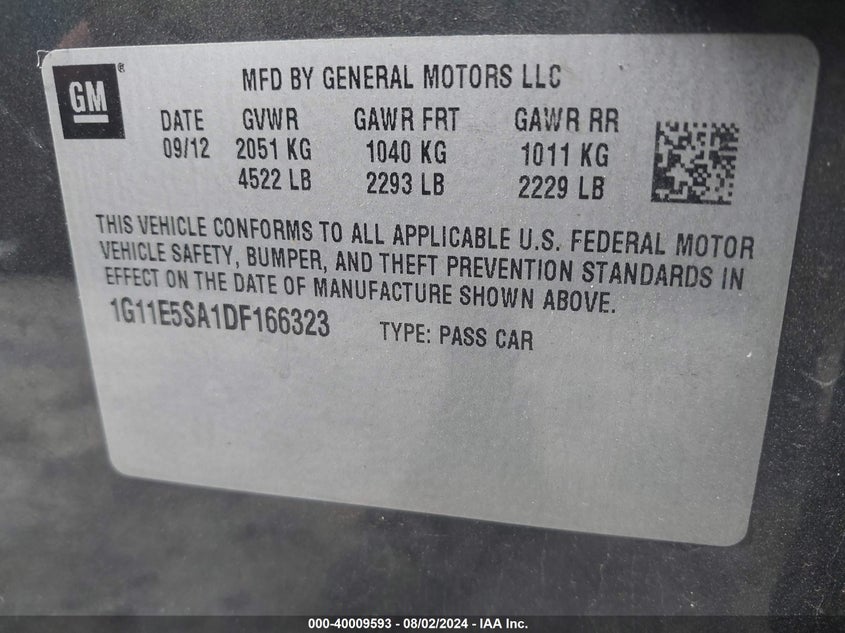 GM
MFD BY GENERAL MOTORS LLC
DATE GVWR GAWR FRT GAWR RR
09/12 2051 KG 1040 KG 1011 KG
4522 LB 2293 LB 2229 LB
THIS VEHICLE CONFORMS TO ALL APPLICABLE U.S. FEDERAL MOTOR
VEHICLE SAFETY, BUMPER, AND THEFT PREVENTION STANDARDS IN
EFFECT ON THE DATE OF MANUFACTURE SHOWN ABOVE.
1G11E5SA1DF166323 TYPE: PASS CAR
000-40009593 - 08/02/2024 - IAA Inc.